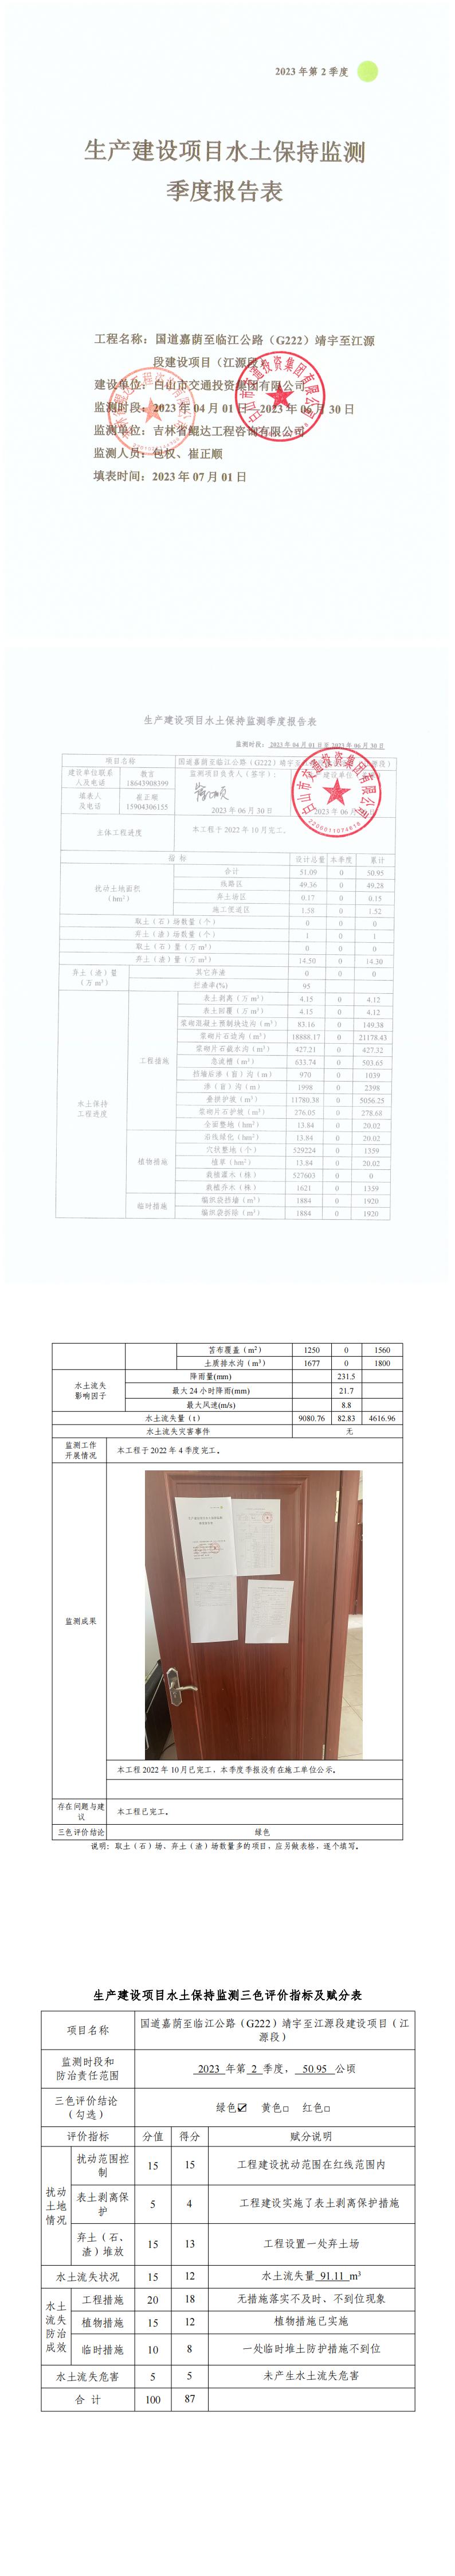 2023 年第 2 季度
生产建设项目水土保持监测
季度报告表
工程名称：国道嘉荫至临江公路（G222）靖宇至江源
段建设项目（江源段）
建设单位：白山市交通投资集团有限公司
监测时段：2023 年 04 月 01 日 2023 年 06 月 30 日
监测单位：吉林省鲲达工程咨询有限公司
监测人员：包权、崔正顺
填表时间：2023 年 07 月 01 日
生产建设项目水土保持监测季度报告表
监测时段：2023 年 04 月 01 日至 2023 年 06 月 30 日
项目名称 国道嘉荫至临江公路（G222）靖宇至 段）
建设单位联系人及电话 18643908399 监测项目负责人（签字）： 建设单位
填表人及电话 崔正顺 15904306155 2023 年 06 月 30 日 2023 年 06 月
主体工程进度 本工程于 2022 年 10 月完工。
指 标 设计总量 本季度 累计
扰动土地面积（hm²） 合计 51.09 0 50.95
线路区 49.36 0 49.28
弃土场区 0.17 0 0.15
施工便道区 1.58 0 1.52
取土（石）场数量（个） 0 0 0
弃土（渣）场数量（个） 1 0 1
取土（石）量（万 m³） 0 0 0
弃土（渣）量（万 m³） 14.50 0 14.30
弃土（渣）量（万 m³） 其它弃渣 0 0 0
拦渣率(%) 95
水土保持工程进度 工程措施 表土剥离（万 m³） 4.15 0 4.12
表土回覆（万 m³） 4.15 0 4.12
浆砌混凝土预制块边沟（m³） 83.16 0 149.38
浆砌片石边沟（m³） 18888.17 0 21178.43
浆砌片石截水沟（m³） 427.21 0 427.32
急流槽（m³） 633.74 0 503.65
挡墙后渗（盲）沟（m） 970 0 1039
渗（盲）沟（m） 1998 0 2398
叠拱护坡（m³） 11780.38 0 5056.25
浆砌片石护坡（m³） 276.05 0 278.68
全面整地（hm²） 13.84 0 20.02
植物措施 沿线绿化（hm²） 13.84 0 20.02
穴状整地（个） 529224 0 1359
植草（hm²） 13.84 0 20.02
栽植灌木（株） 527603 0 0
栽植乔木（株） 1621 0 1359
临时措施 编织袋挡墙（m³） 1884 0 1920
编织袋拆除（m³） 1884 0 1920
苫布覆盖（m²） 1250 0 1560
土质排水沟（m³） 1677 0 1800
水土流失影响因子 降雨量(mm) 231.5
最大 24 小时降雨(mm) 21.7
最大风速(m/s) 8.8
水土流失量（t） 9080.76 82.83 4616.96
水土流失灾害事件 无
监测工作开展情况 本工程于 2022 年 4 季度完工。
监测成果
本工程 2022 年 10 月已完工，本季度季报没有在施工单位公示。
存在问题与建议 本工程已完工。
三色评价结论 绿色
说明：取土（石）场、弃土（渣）场数量多的项目，应另做表格，逐个填写。
生产建设项目水土保持监测三色评价指标及赋分表
项目名称 国道嘉荫至临江公路（G222）靖宇至江源段建设项目（江源段）
监测时段和防治责任范围 2023 年第 2 季度， 50.95 公顷
三色评价结论（勾选） 绿色☑ 黄色□ 红色□
评价指标 分值 得分 赋分说明
扰动土地情况 扰动范围控制 15 15 工程建设扰动范围在红线范围内
表土剥离保护 5 4 工程建设实施了表土剥离保护措施
弃土（石、渣）堆放 15 13 工程设置一处弃土场
水土流失状况 15 12 水土流失量 91.11 m³
水土流失防治成效 工程措施 20 18 无措施落实不及时、不到位现象
植物措施 15 12 植物措施已实施
临时措施 10 8 一处临时堆土防护措施不到位
水土流失危害 5 5 未产生水土流失危害
合 计 100 87